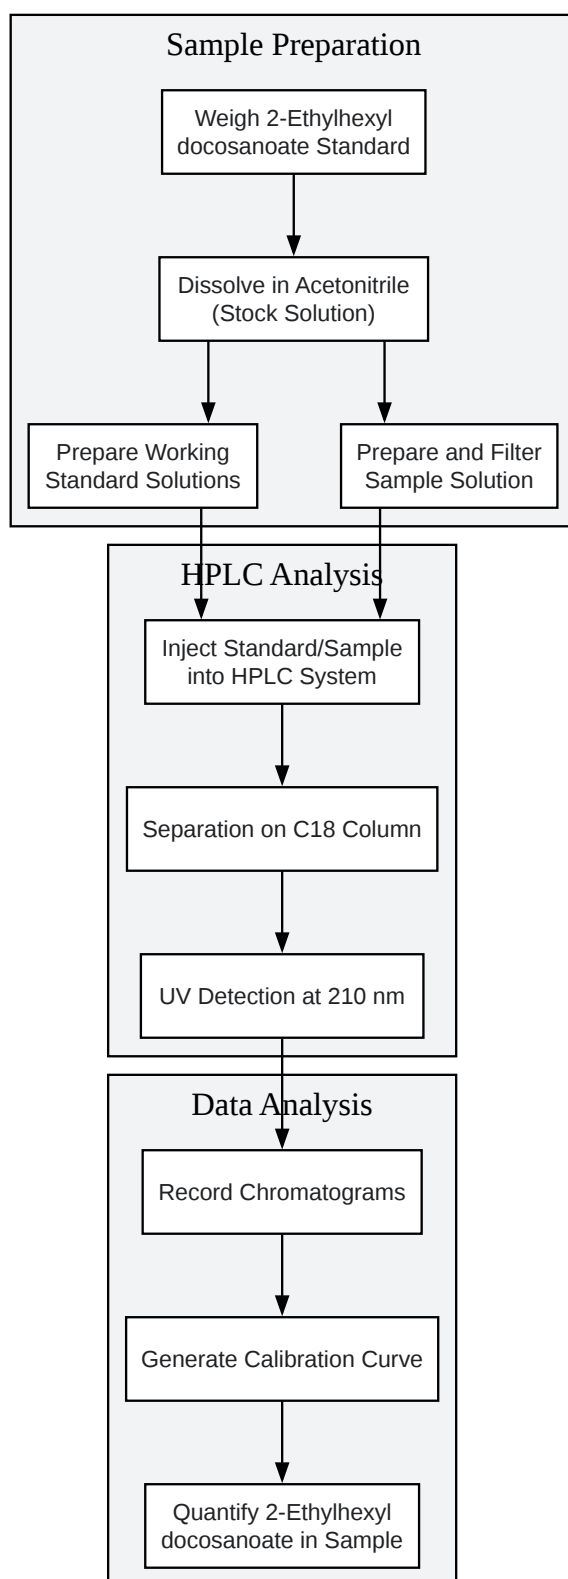 Sample Preparation
Weigh 2-Ethylhexyl
docosanoate Standard
Dissolve in Acetonitrile
(Stock Solution)
Prepare Working
Standard Solutions
Prepare and Filter
Sample Solution
HPLC Analysis
Inject Standard/Sample
into HPLC System
Separation on C18 Column
UV Detection at 210 nm
Data Analysis
Record Chromatograms
Generate Calibration Curve
Quantify 2-Ethylhexyl
docosanoate in Sample